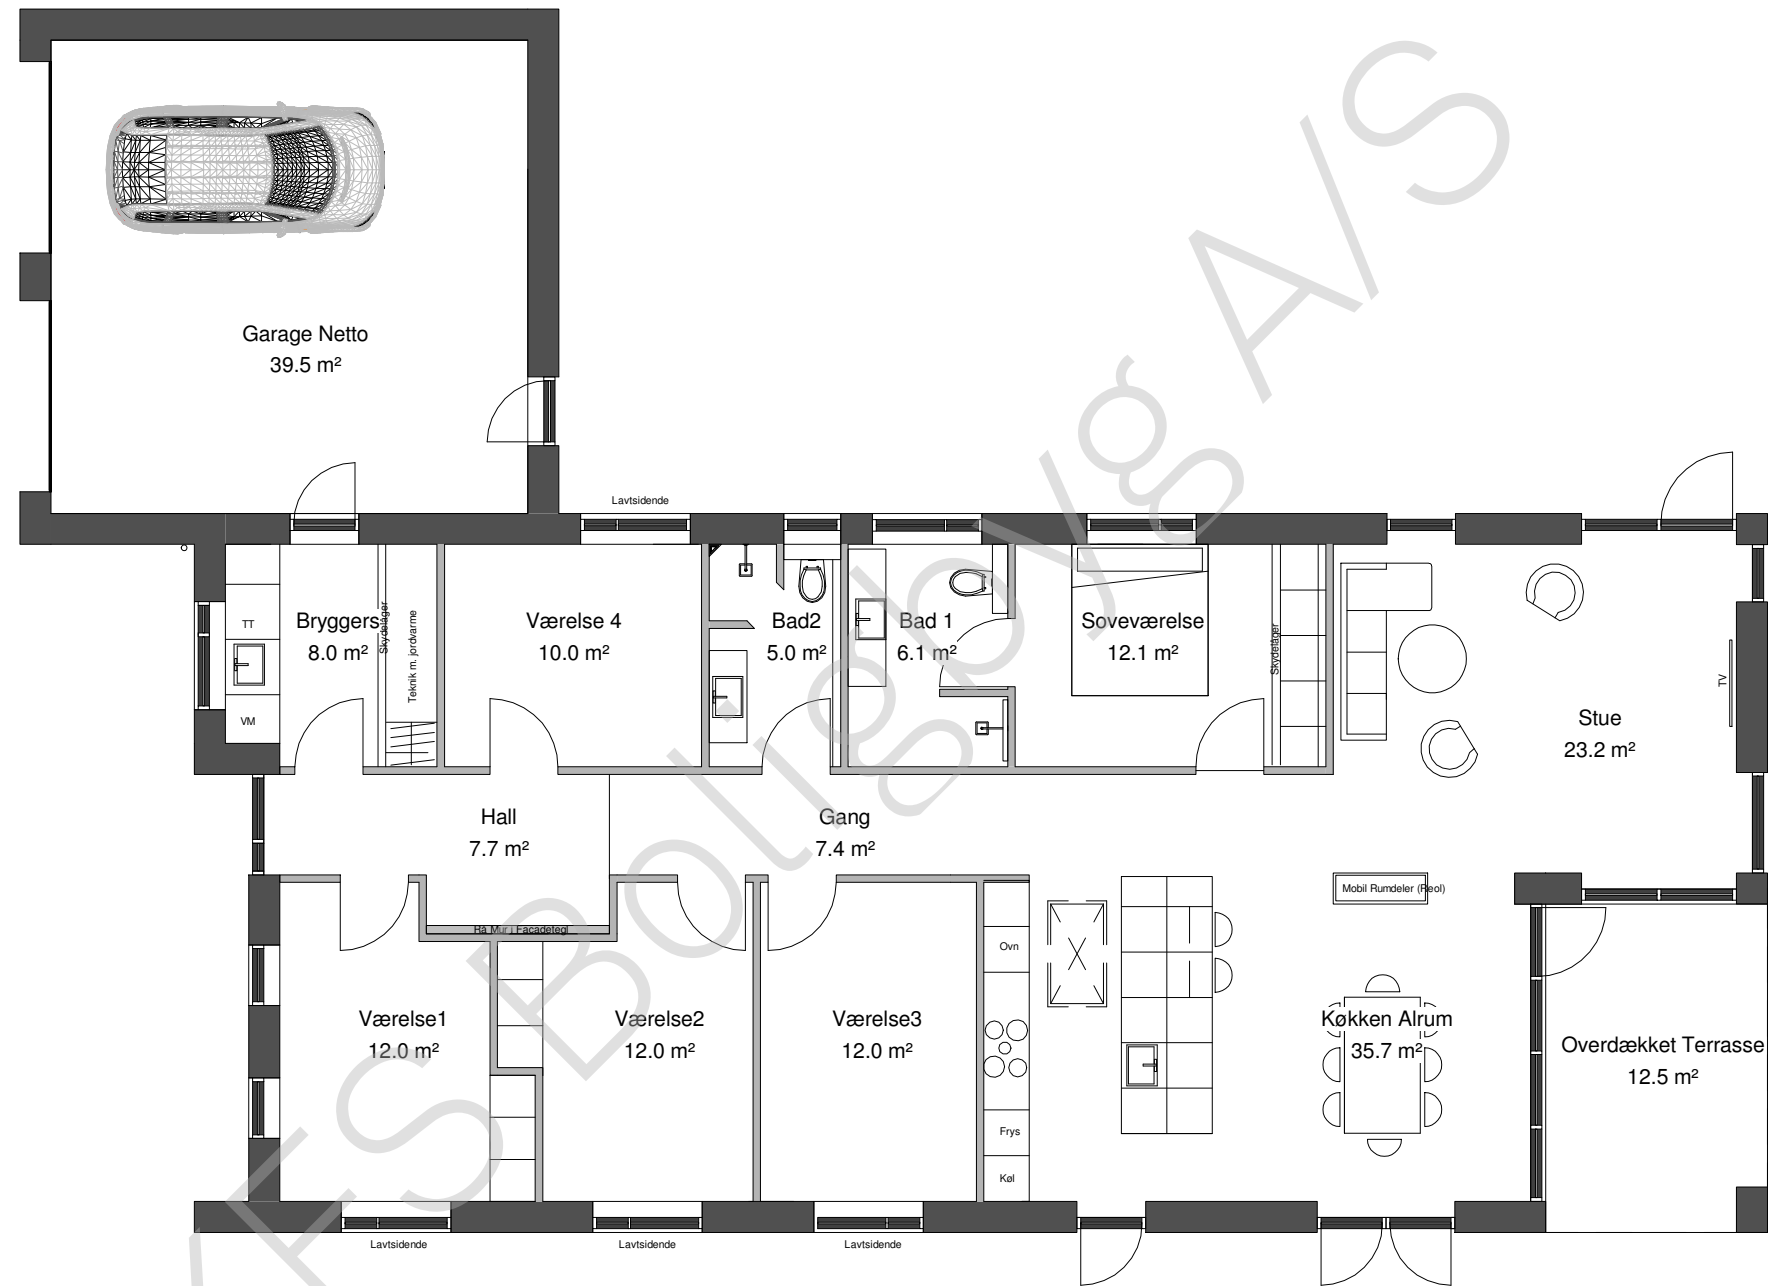 Garage Netto
39.5 m²
Lavtsidende
Bryggers
8.0 m²
TT
VM
Skydelåger
Teknik m. jordvarme
Værelse 4
10.0 m²
Bad2
5.0 m²
Bad 1
6.1 m²
Soveværelse
12.1 m²
Skydelåger
Stue
23.2 m²
TV
Hall
7.7 m²
Gang
7.4 m²
Rå Mur i Facadetegl
Mobil Rumdeler (Reol)
Værelse1
12.0 m²
Værelse2
12.0 m²
Værelse3
12.0 m²
Ovn
Frys
Køl
Køkken Alrum
35.7 m²
Overdækket Terrasse
12.5 m²
Lavtsidende
Lavtsidende
Lavtsidende
FS Boligbyg A/S